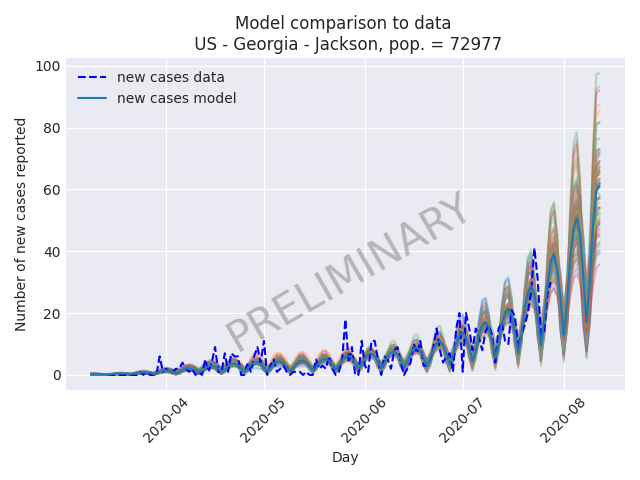 Model comparison to data
US - Georgia - Jackson, pop. = 72977
100
80
60
40
20
0
Number of new cases reported
new cases data
new cases model
PRELIMINARY
2020-04
2020-05
2020-06
2020-07
2020-08
Day